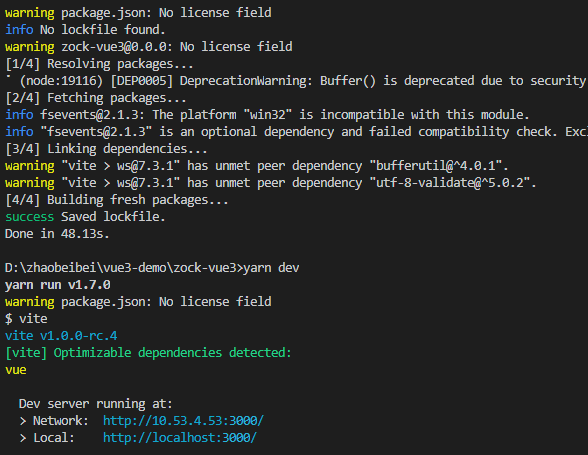 warning package.json: No license field
info No lockfile found.
warning zock-vue3@0.0.0: No license field
[1/4] Resolving packages...
(node:19116) [DEP0005] DeprecationWarning: Buffer() is deprecated due to security
[2/4] Fetching packages...
info fsevents@2.1.3: The platform "win32" is incompatible with this module.
info "fsevents@2.1.3" is an optional dependency and failed compatibility check. Excl
[3/4] Linking dependencies...
warning "vite > ws@7.3.1" has unmet peer dependency "bufferutil@^4.0.1".
warning "vite > ws@7.3.1" has unmet peer dependency "utf-8-validate@^5.0.2".
[4/4] Building fresh packages...
success Saved lockfile.
Done in 48.13s.
D:\zhaobeibei\vue3-demo\zock-vue3>yarn dev
yarn run v1.7.0
warning package.json: No license field
$ vite
vite v1.0.0-rc.4
[vite] Optimizable dependencies detected:
vue
Dev server running at:
> Network: http://10.53.4.53:3000/
> Local: http://localhost:3000/